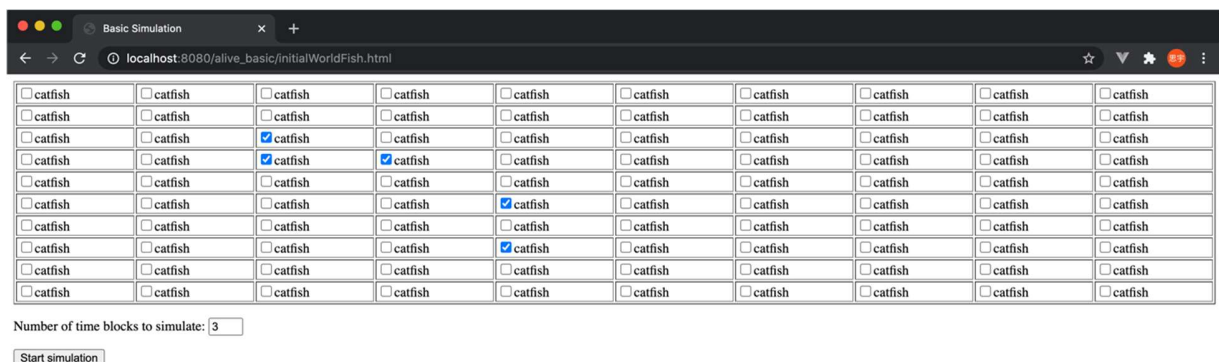 Basic Simulation
localhost:8080/alive_basic/initialWorldFish.html
思宇
catfish catfish catfish catfish catfish catfish catfish catfish catfish catfish
catfish catfish catfish catfish catfish catfish catfish catfish catfish catfish
catfish catfish catfish catfish catfish catfish catfish catfish catfish catfish
catfish catfish catfish catfish catfish catfish catfish catfish catfish catfish
catfish catfish catfish catfish catfish catfish catfish catfish catfish catfish
catfish catfish catfish catfish catfish catfish catfish catfish catfish catfish
catfish catfish catfish catfish catfish catfish catfish catfish catfish catfish
catfish catfish catfish catfish catfish catfish catfish catfish catfish catfish
catfish catfish catfish catfish catfish catfish catfish catfish catfish catfish
catfish catfish catfish catfish catfish catfish catfish catfish catfish catfish
Number of time blocks to simulate: 3
Start simulation